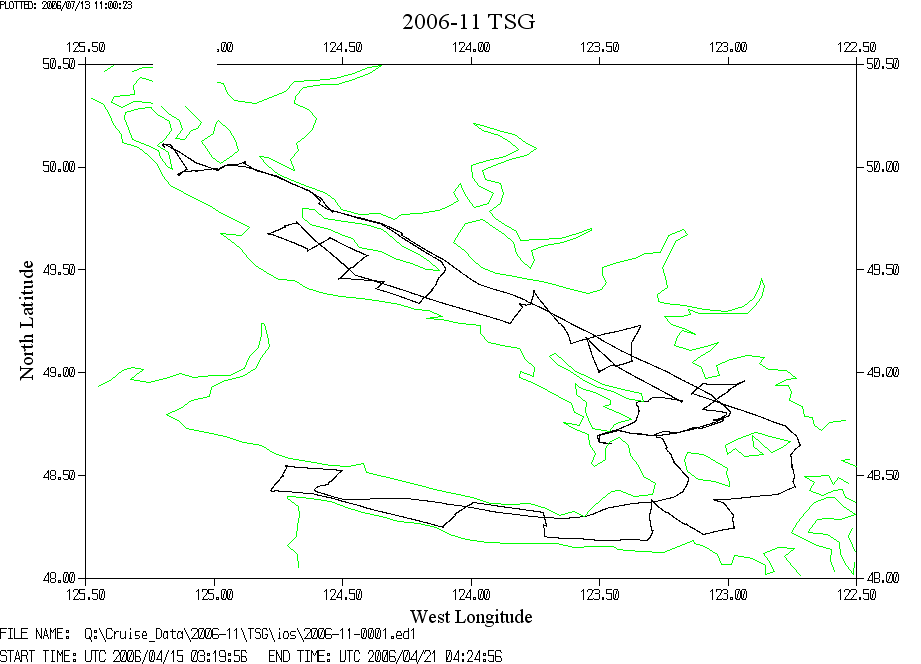 PLOTTED: 2006/07/13 11:00:23
2006-11 TSG
125.50 .00 124.50 124.00 123.50 123.00 122.50
50.50 50.50
50.00 50.00
49.50 49.50
49.00 49.00
48.50 48.50
48.00 48.00
North Latitude
125.50 125.00 124.50 124.00 123.50 123.00 122.50
West Longitude
FILE NAME: Q:\Cruise_Data\2006-11\TSG\ios\2006-11-0001.ed1
START TIME: UTC 2006/04/15 03:19:56 END TIME: UTC 2006/04/21 04:24:56